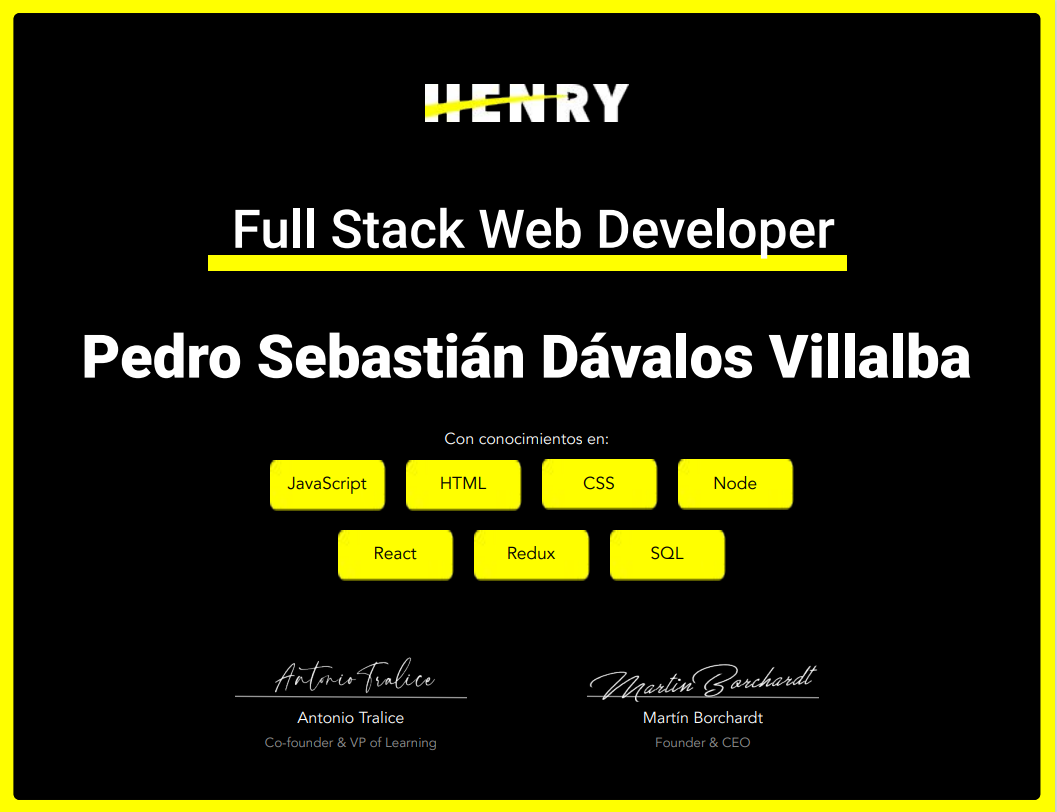 HENRY
Full Stack Web Developer
Pedro Sebastián Dávalos Villalba
Con conocimientos en:
JavaScript HTML CSS Node
React Redux SQL
Antonio Tralice Martin Borchardt
Antonio Tralice Martín Borchardt
Co-founder & VP of Learning Founder & CEO